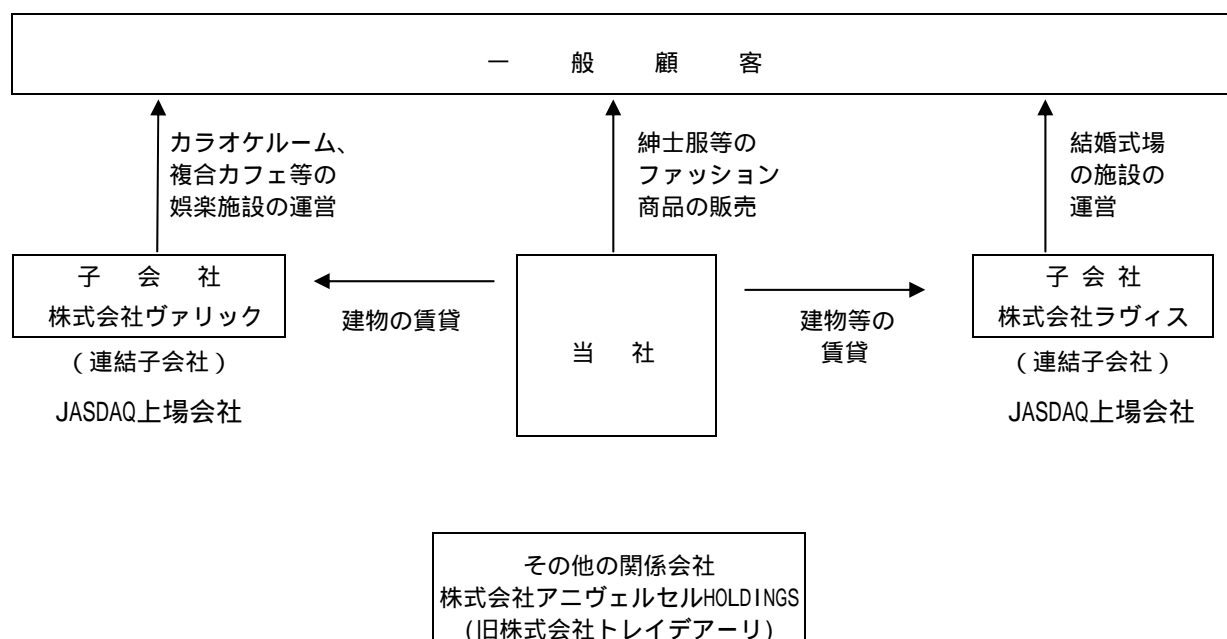 一 般 顧 客
カラオケルーム、
複合カフェ等の
娯楽施設の運営
紳士服等の
ファッション
商品の販売
結婚式場
の施設の
運営
子 会 社
株式会社ヴァリック
(連結子会社)
JASDAQ上場会社
建物の賃貸
当 社
建物等の
賃貸
子 会 社
株式会社ラヴィス
(連結子会社)
JASDAQ上場会社
その他の関係会社
株式会社アニヴェルセルHOLDINGS
(旧株式会社トレイデアーリ)